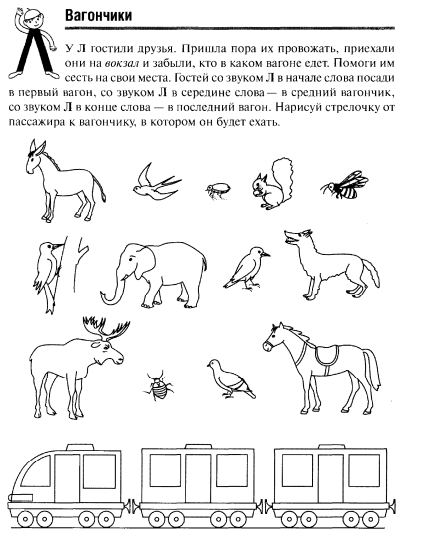 Вагончики
У Л гостили друзья. Пришла пора их провожать, приехали
они на вокзал и забыли, кто в каком вагоне едет. Помоги им
сесть на свои места. Гостей со звуком Л в начале слова посади
в первый вагон, со звуком Л в середине слова — в средний вагончик,
со звуком Л в конце слова — в последний вагон. Нарисуй стрелочку от
пассажира к вагончику, в котором он будет ехать.